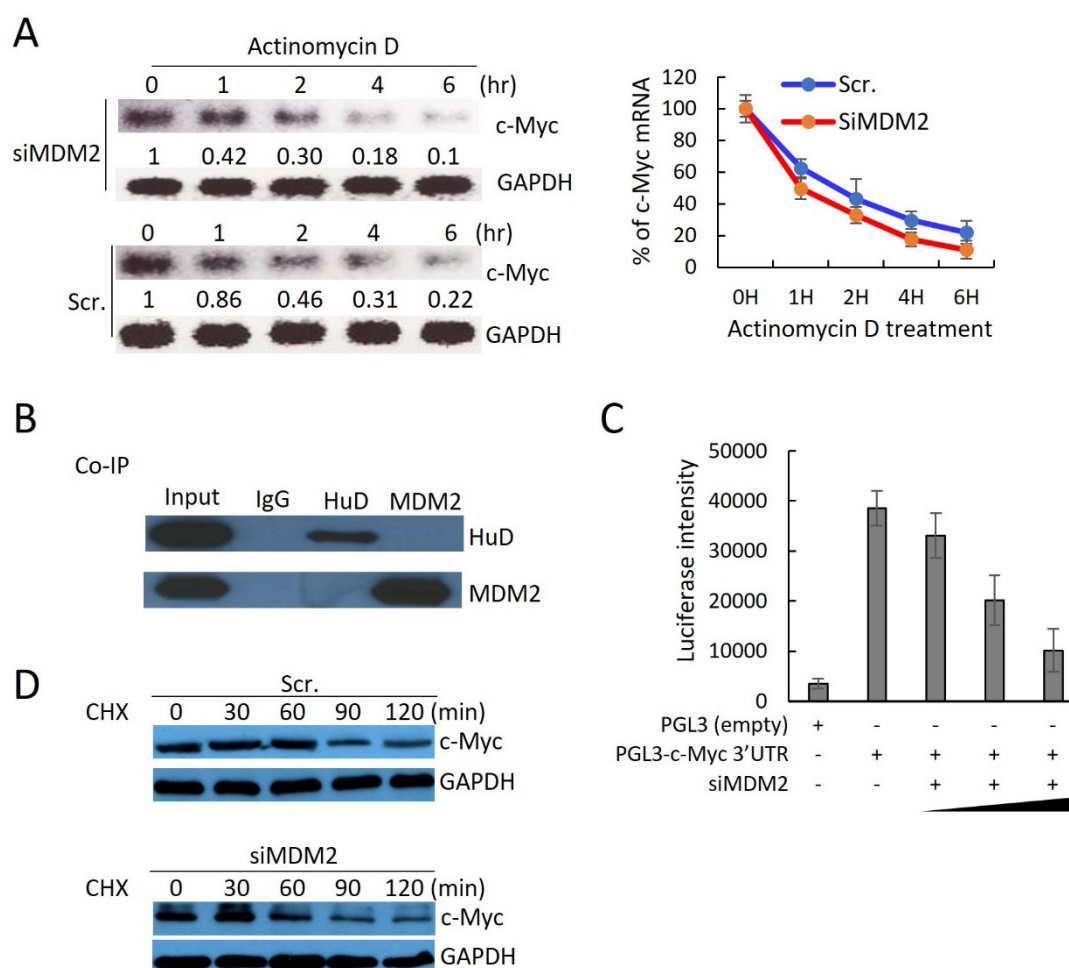 A
Actinomycin D
0 1 2 4 6 (hr)
c-Myc
siMDM2
1 0.42 0.30 0.18 0.1
GAPDH
0 1 2 4 6 (hr)
c-Myc
Scr.
1 0.86 0.46 0.31 0.22
GAPDH
% of c-Myc mRNA
120
100
80
60
40
20
0
Scr.
SiMDM2
0H 1H 2H 4H 6H
Actinomycin D treatment
B
Co-IP
Input IgG HuD MDM2
HuD
MDM2
C
Luciferase intensity
50000
40000
30000
20000
10000
0
PGL3 (empty) + - - - -
PGL3-c-Myc 3'UTR - + + + +
siMDM2 - - + + +
D
Scr.
CHX 0 30 60 90 120 (min)
c-Myc
GAPDH
siMDM2
CHX 0 30 60 90 120 (min)
c-Myc
GAPDH